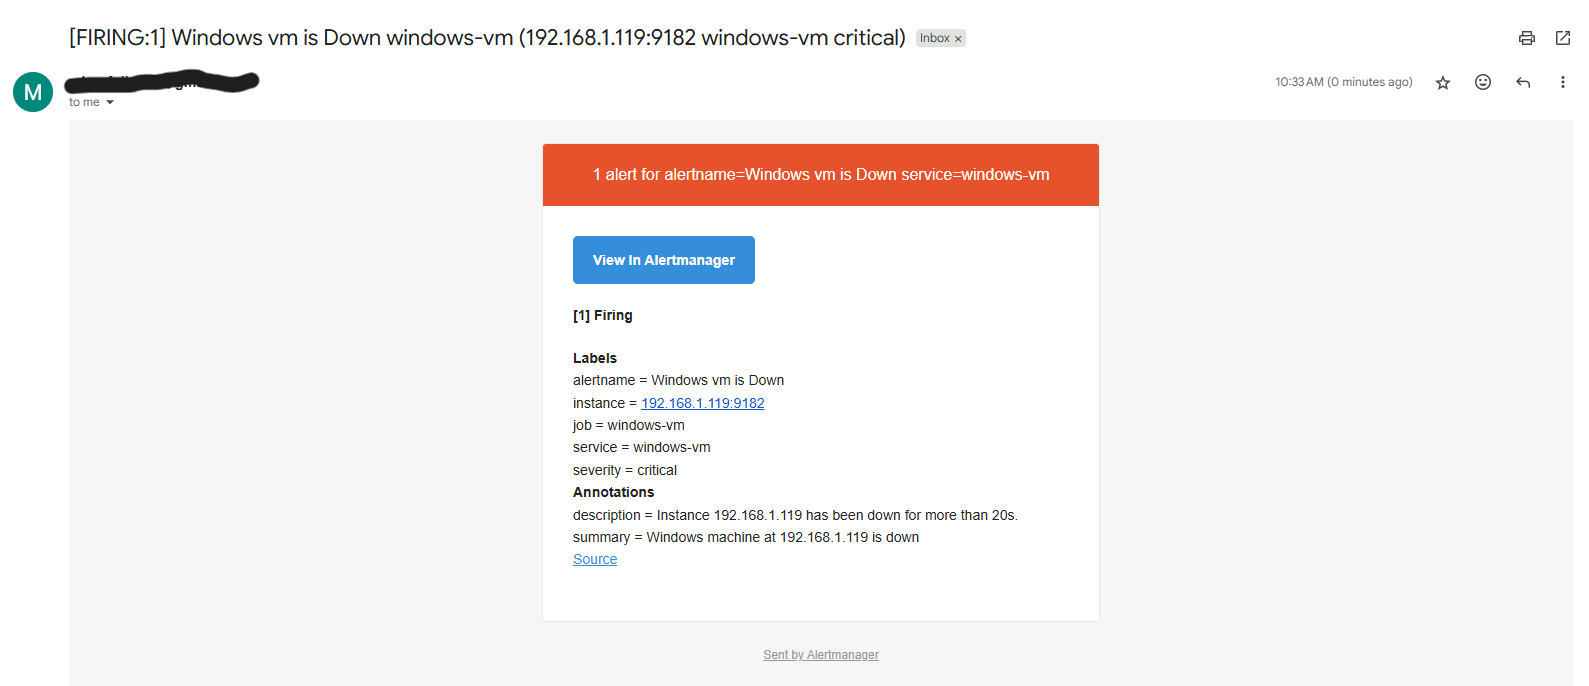 [FIRING:1] Windows vm is Down windows-vm (192.168.1.119:9182 windows-vm critical) Inbox ×
M
10:33 AM (0 minutes ago)
to me
1 alert for alertname=Windows vm is Down service=windows-vm
View In Alertmanager
[1] Firing
Labels
alertname = Windows vm is Down
instance = 192.168.1.119:9182
job = windows-vm
service = windows-vm
severity = critical
Annotations
description = Instance 192.168.1.119 has been down for more than 20s.
summary = Windows machine at 192.168.1.119 is down
Source
Sent by Alertmanager